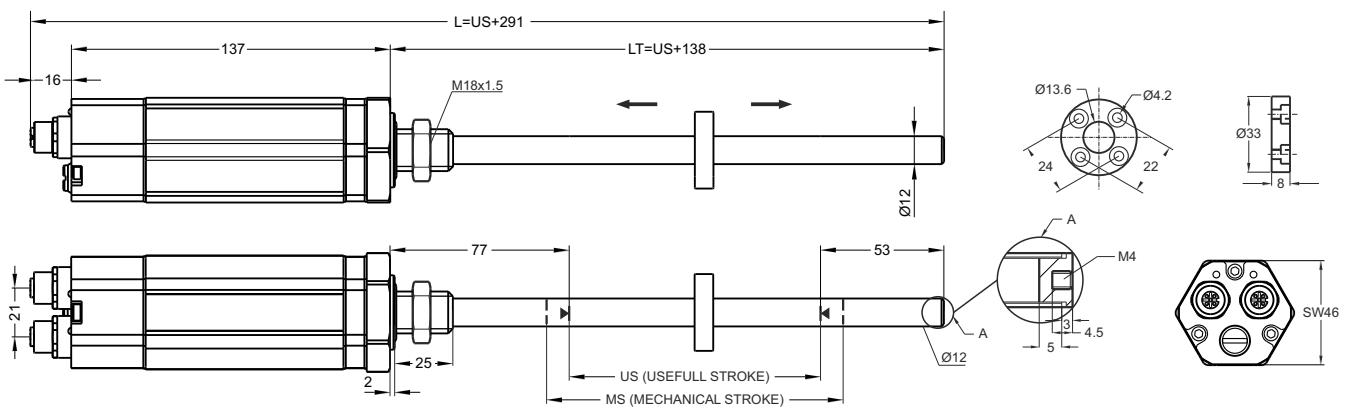 L=US+291
137
LT=US+138
16
M18x1.5
Ø12
Ø13.6
Ø4.2
24
22
Ø33
8
77
53
A
M4
3
4.5
5
A
Ø12
21
25
2
US (USEFULL STROKE)
MS (MECHANICAL STROKE)
SW46